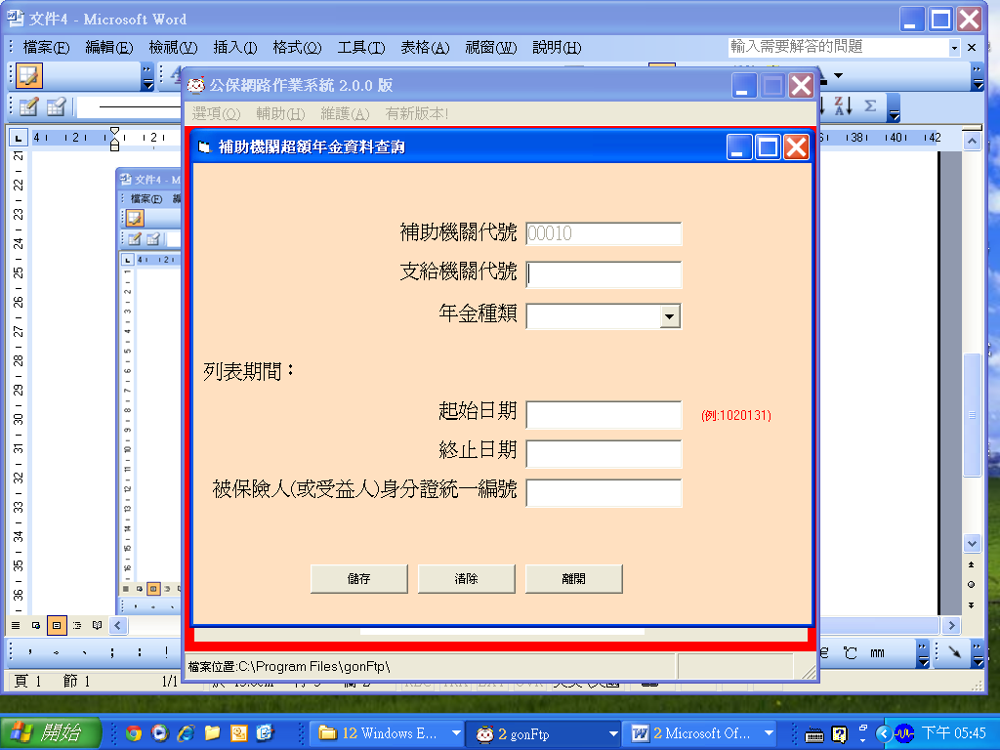 文件4 - Microsoft Word
檔案(F) 編輯(E) 檢視(V) 插入(I) 格式(O) 工具(T) 表格(A) 視窗(W) 說明(H) 輸入需要解答的問題
公保網路作業系統 2.0.0 版
選項(O) 輔助(H) 維護(A) 有新版本!
補助機關超額年金資料查詢
文件4 - M
檔案(F)
補助機關代號 00010
支給機關代號
年金種類
列表期間：
起始日期 (例:1020131)
終止日期
被保險人(或受益人)身分證統一編號
儲存 清除 離開
檔案位置:C:\Program Files\gonFtp\
頁 1 節 1 1/1
開始 12 Windows E... 2 gonFtp 2 Microsoft Of... 下午 05:45